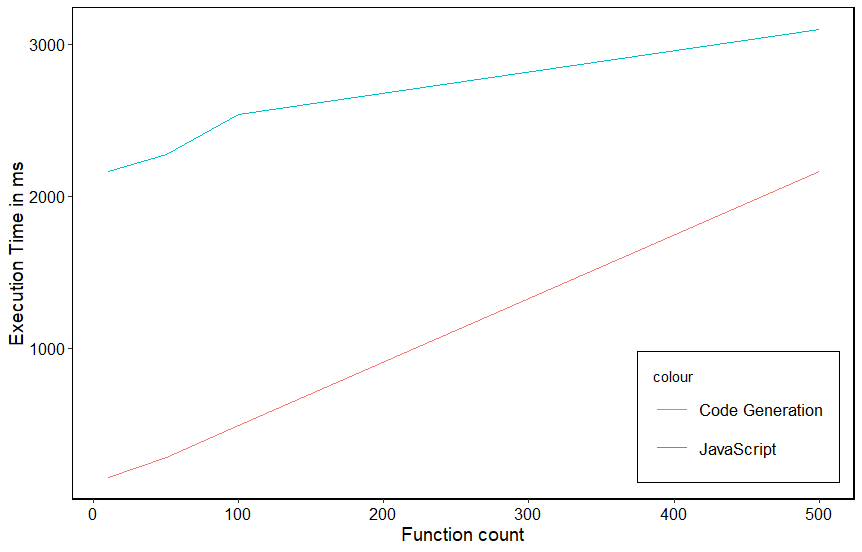 3000
2000
1000
Execution Time in ms
colour
Code Generation
JavaScript
0 100 200 300 400 500
Function count